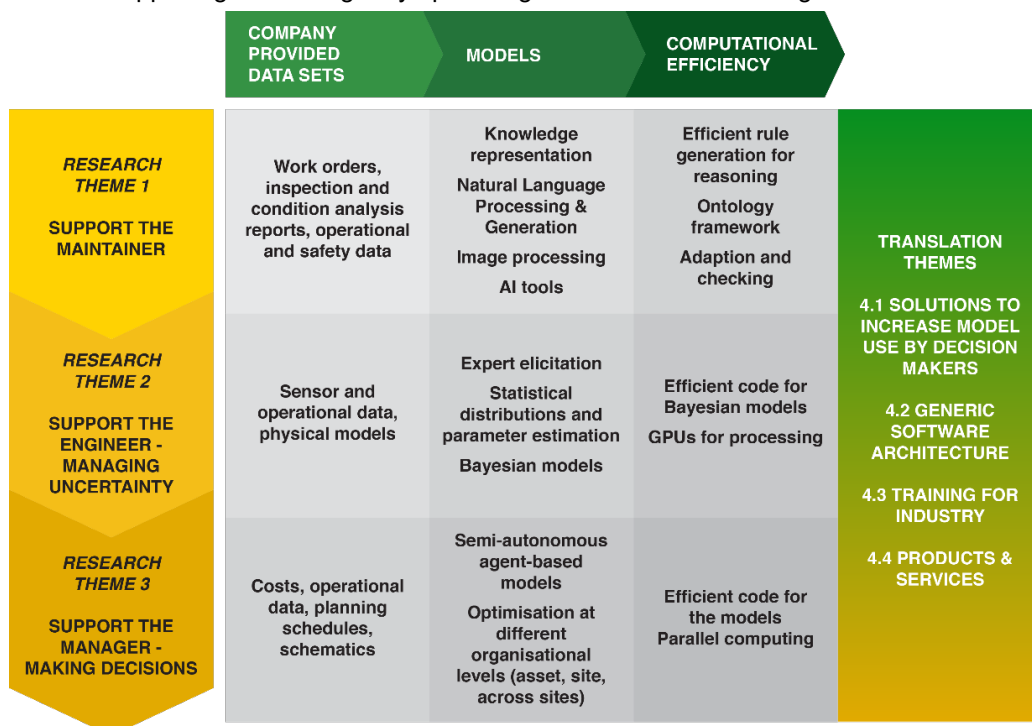 COMPANY
PROVIDED
DATA SETS
MODELS
COMPUTATIONAL
EFFICIENCY
RESEARCH
THEME 1
SUPPORT THE
MAINTAINER
Work orders,
inspection and
condition analysis
reports, operational
and safety data
Knowledge
representation
Natural Language
Processing &
Generation
Image processing
AI tools
Efficient rule
generation for
reasoning
Ontology
framework
Adaption and
checking
RESEARCH
THEME 2
SUPPORT THE
ENGINEER -
MANAGING
UNCERTAINTY
Sensor and
operational data,
physical models
Expert elicitation
Statistical
distributions and
parameter estimation
Bayesian models
Efficient code for
Bayesian models
GPUs for processing
RESEARCH
THEME 3
SUPPORT THE
MANAGER -
MAKING DECISIONS
Costs, operational
data, planning
schedules,
schematics
Semi-autonomous
agent-based
models
Optimisation at
different
organisational
levels (asset, site,
across sites)
Efficient code for
the models
Parallel computing
TRANSLATION
THEMES
4.1 SOLUTIONS TO
INCREASE MODEL
USE BY DECISION
MAKERS
4.2 GENERIC
SOFTWARE
ARCHITECTURE
4.3 TRAINING FOR
INDUSTRY
4.4 PRODUCTS &
SERVICES